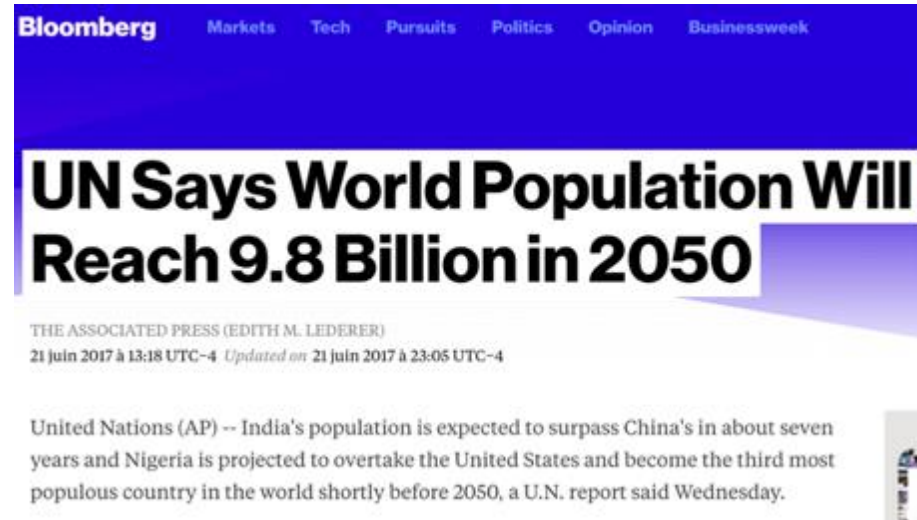 Bloomberg Markets Tech Pursuits Politics Opinion Businessweek
UN Says World Population Will
Reach 9.8 Billion in 2050
THE ASSOCIATED PRESS (EDITH M. LEDERER)
21 juin 2017 à 13:18 UTC−4 Updated on 21 juin 2017 à 23:05 UTC−4
United Nations (AP) -- India's population is expected to surpass China's in about seven
years and Nigeria is projected to overtake the United States and become the third most
populous country in the world shortly before 2050, a U.N. report said Wednesday.